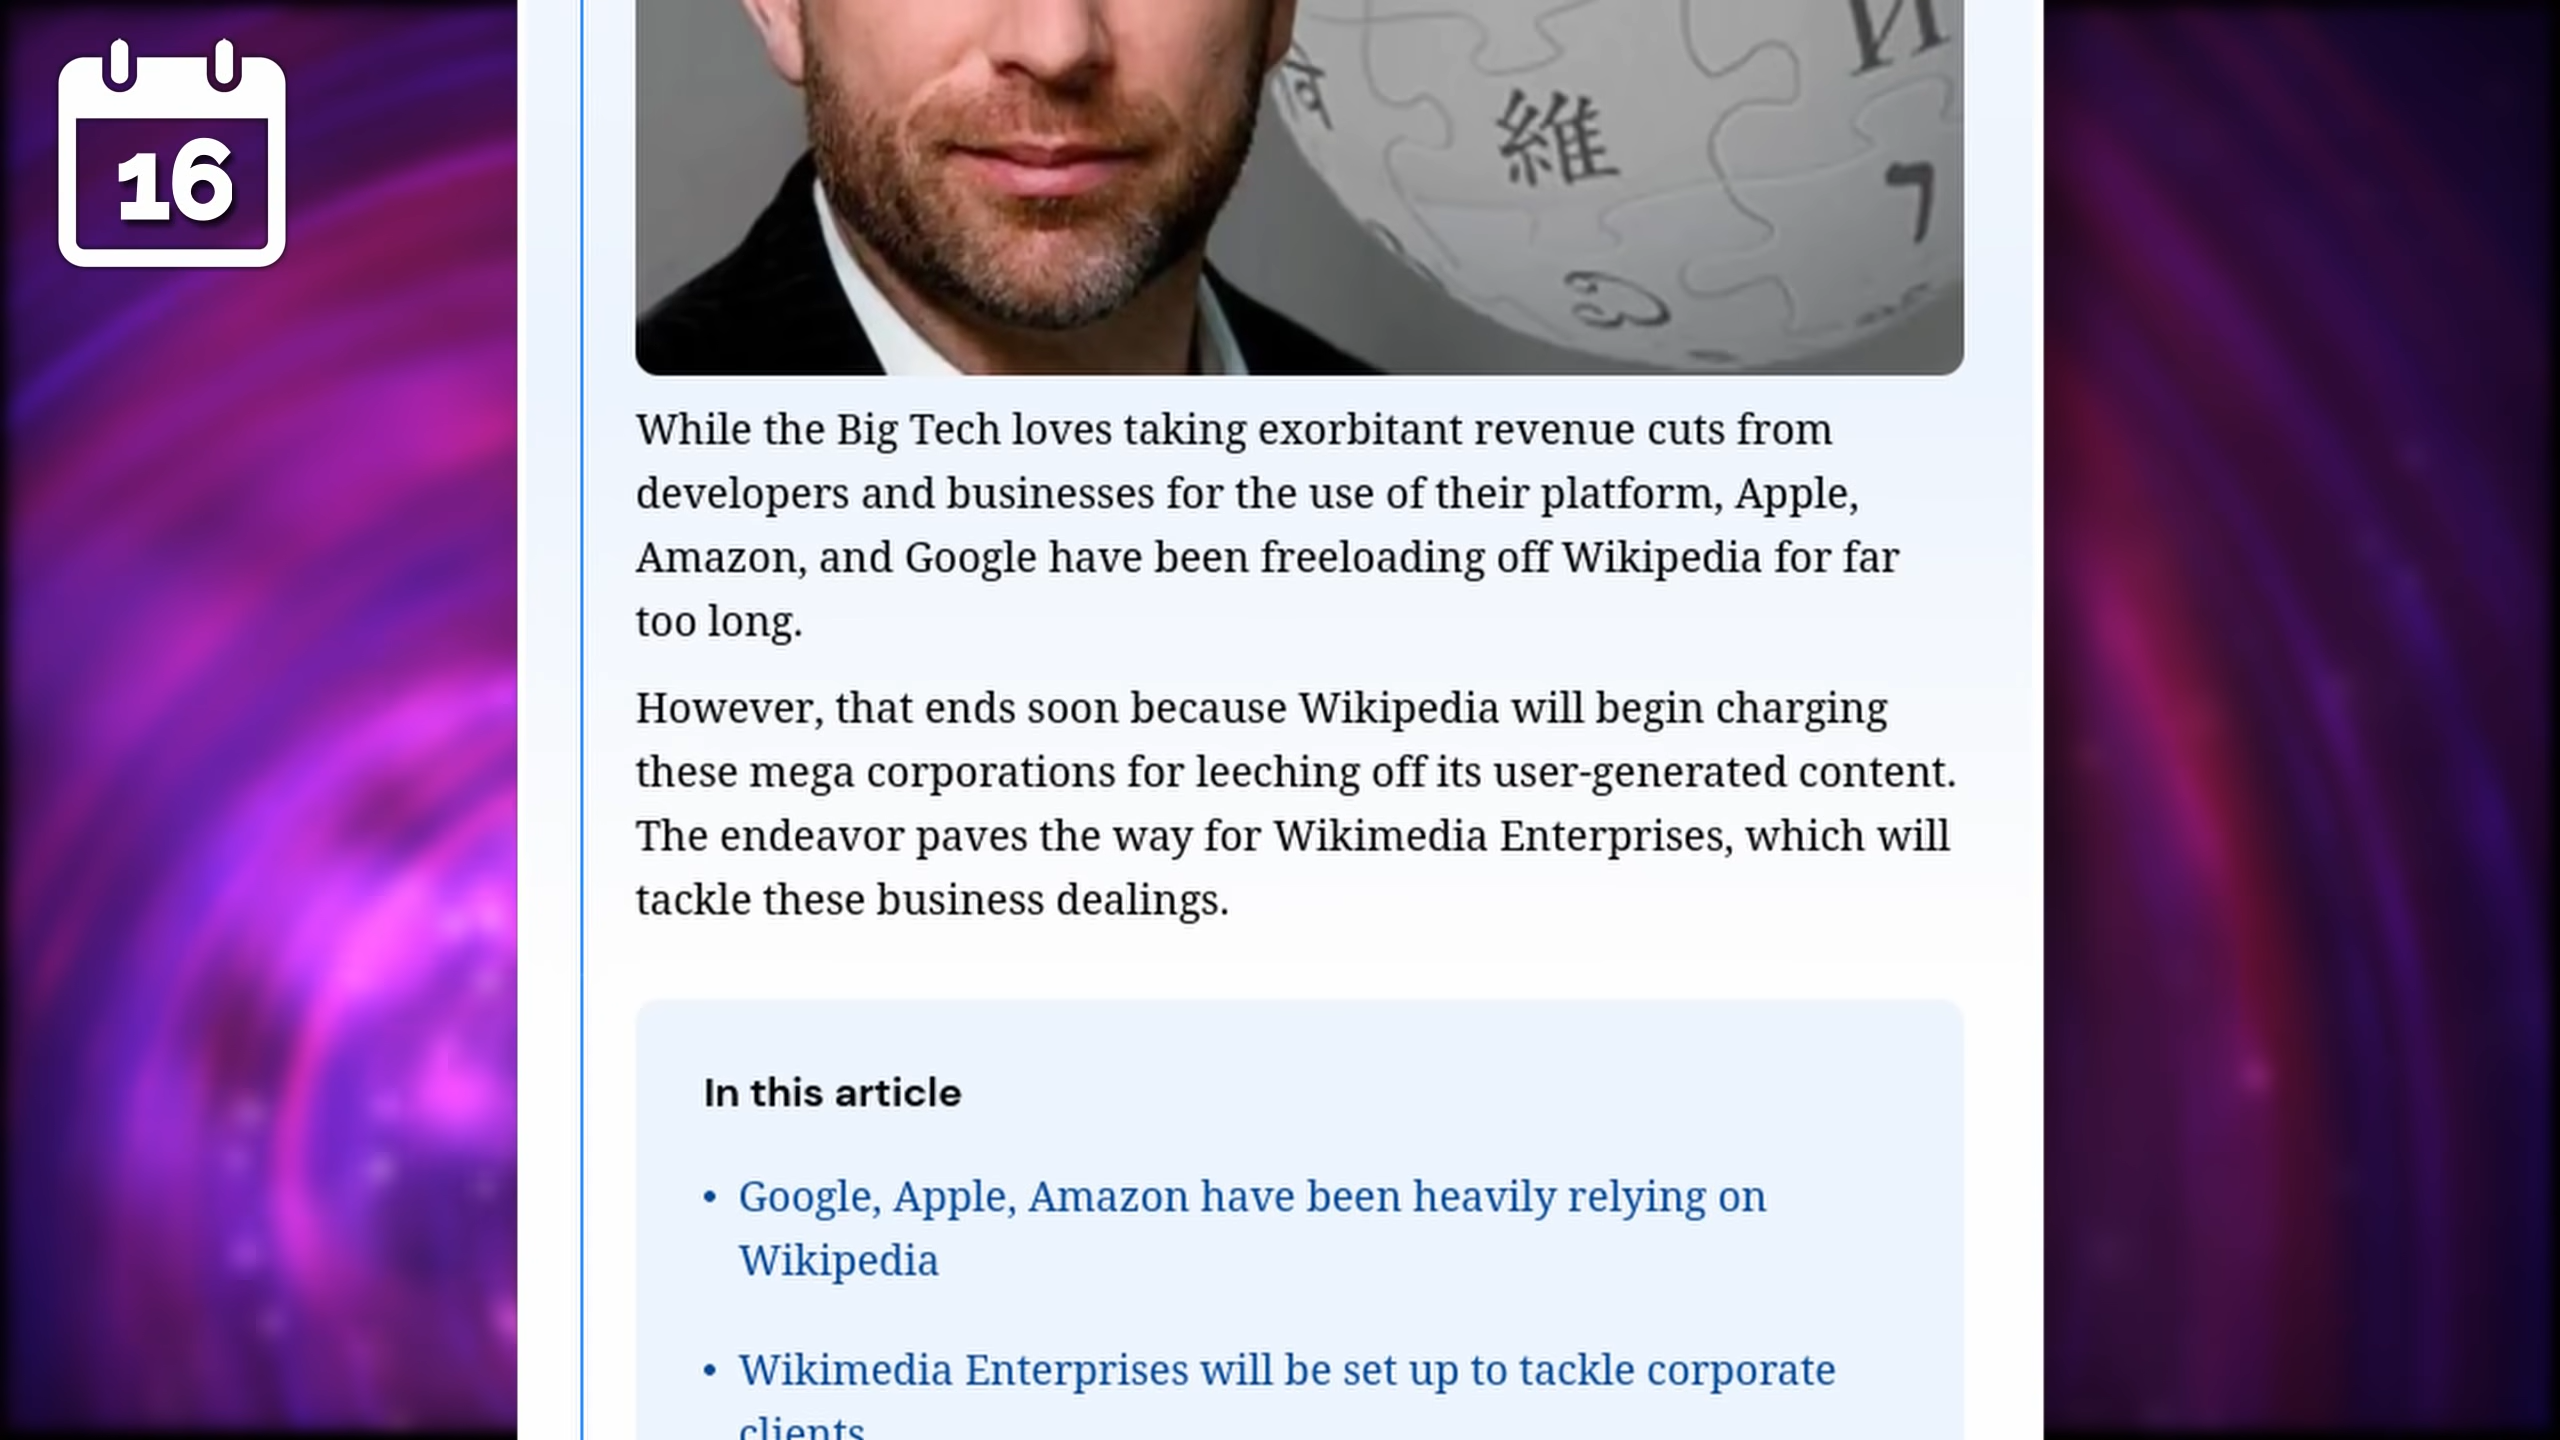 16
И
維
7
While the Big Tech loves taking exorbitant revenue cuts from
developers and businesses for the use of their platform, Apple,
Amazon, and Google have been freeloading off Wikipedia for far
too long.
However, that ends soon because Wikipedia will begin charging
these mega corporations for leeching off its user-generated content.
The endeavor paves the way for Wikimedia Enterprises, which will
tackle these business dealings.
In this article
• Google, Apple, Amazon have been heavily relying on
Wikipedia
• Wikimedia Enterprises will be set up to tackle corporate
clients